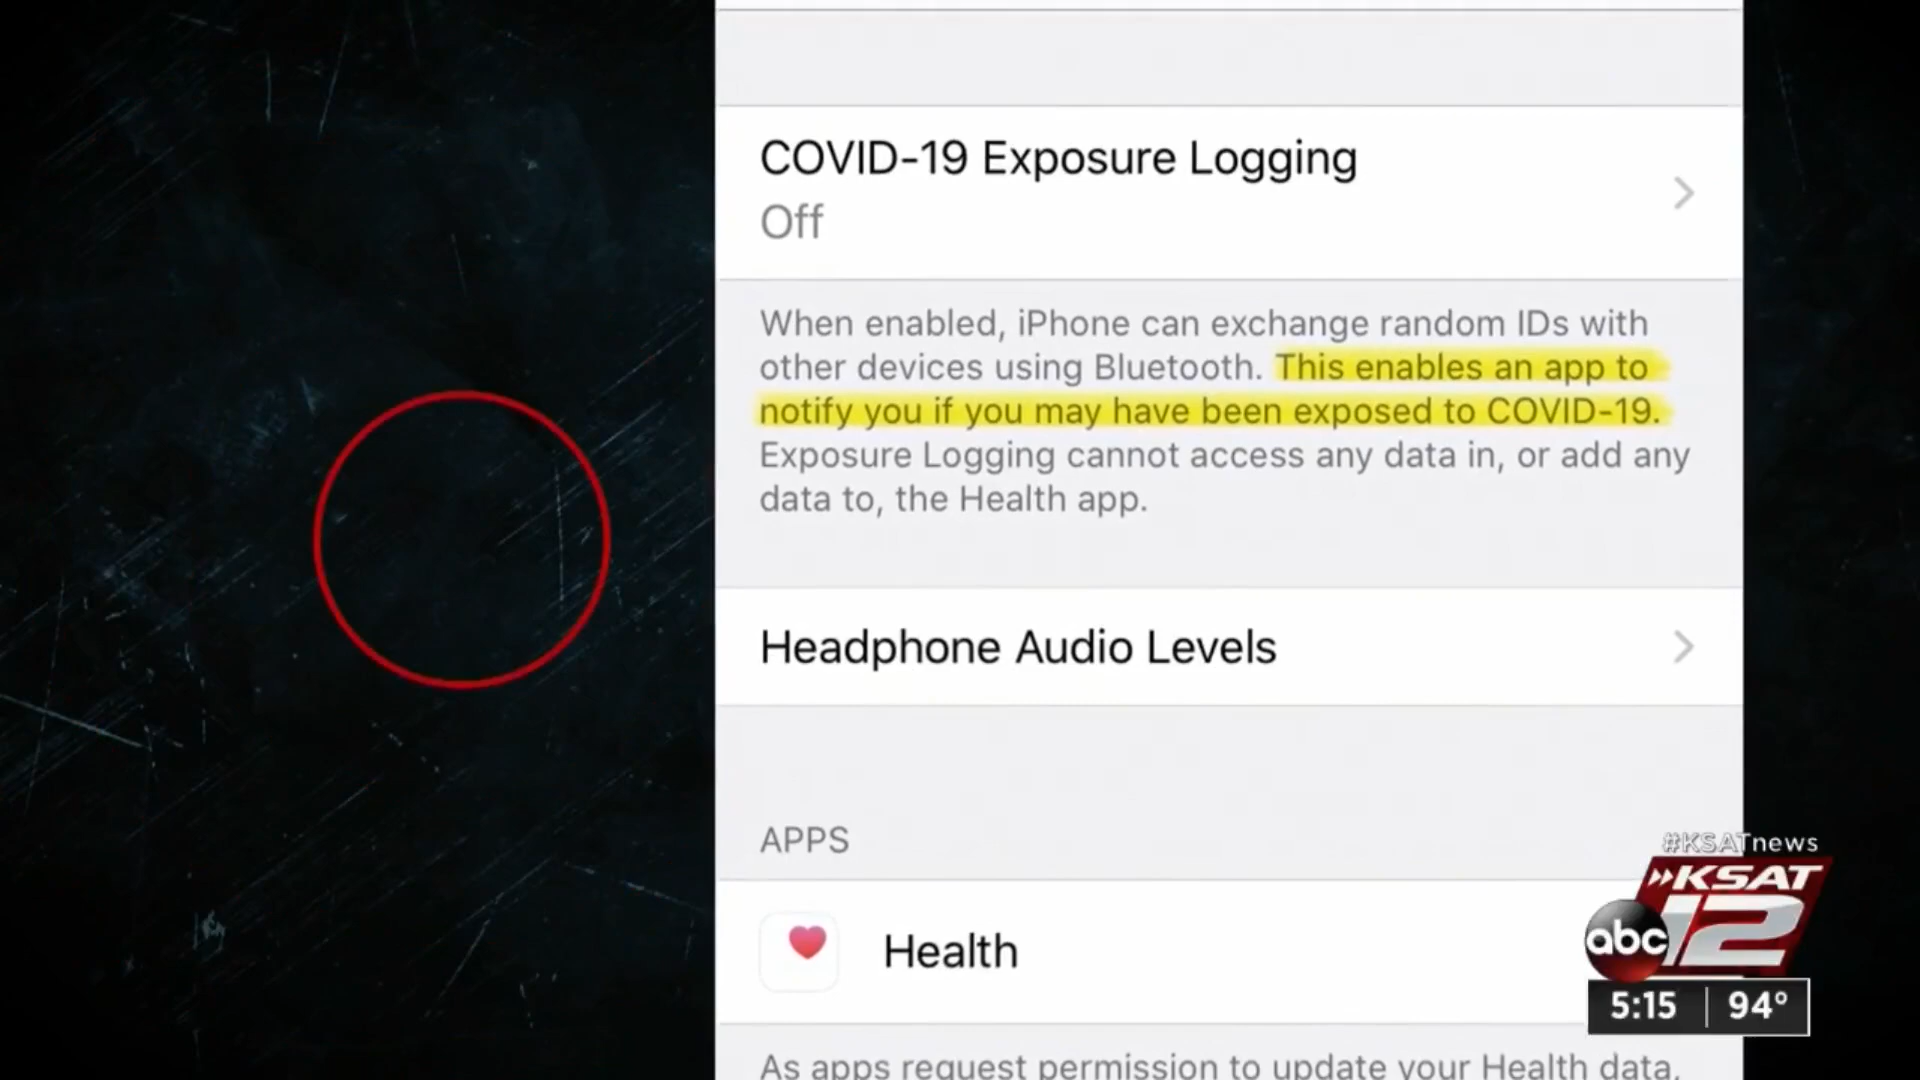 COVID-19 Exposure Logging
Off
When enabled, iPhone can exchange random IDs with
other devices using Bluetooth. This enables an app to
notify you if you may have been exposed to COVID-19.
Exposure Logging cannot access any data in, or add any
data to, the Health app.
Headphone Audio Levels
APPS
Health
As apps request permission to update your Health data,
#KSATnews
KSAT
abc 12
5:15 94°